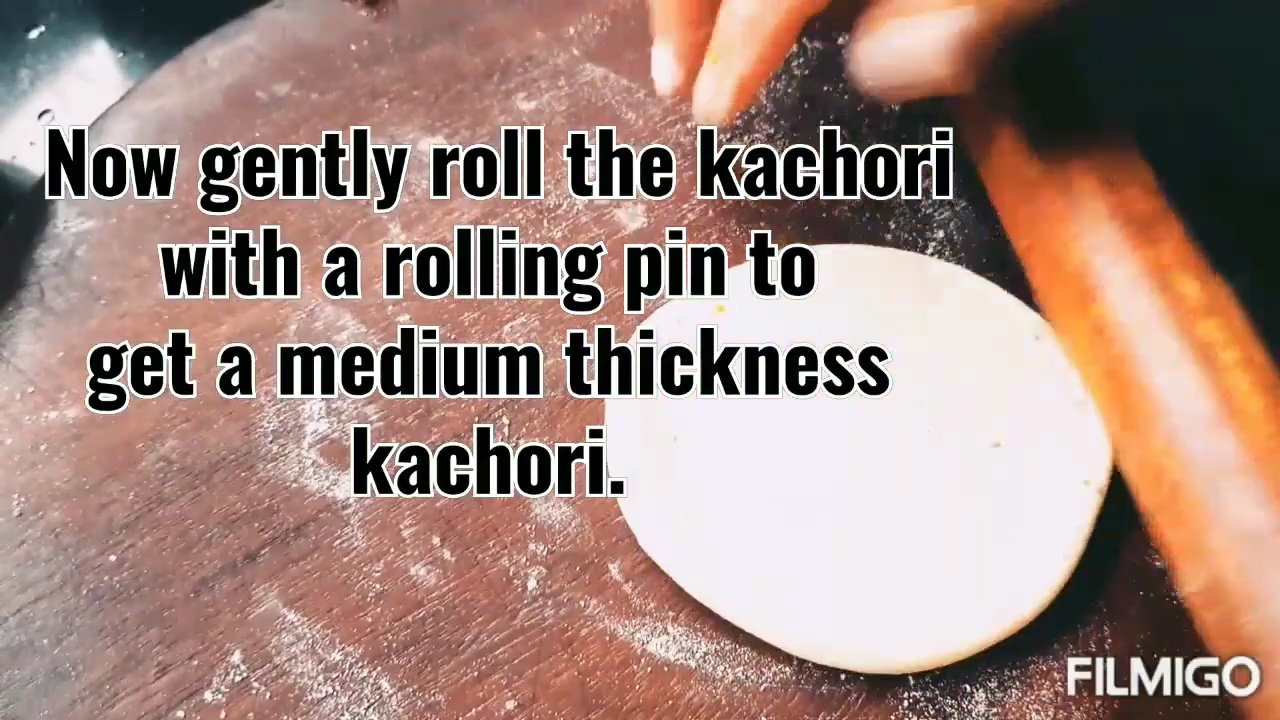 Now gently roll the kachori
with a rolling pin to
get a medium thickness
kachori.
FILMIGO